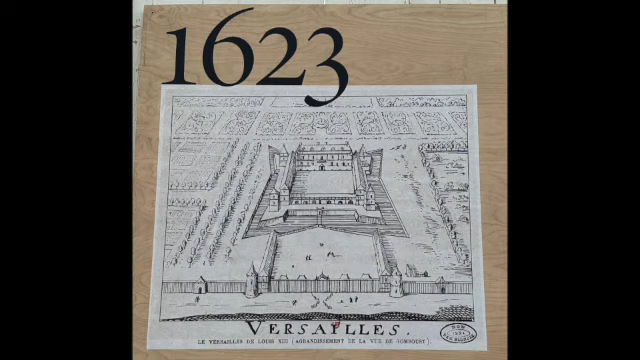 1623
VERSAILLES.
LE VERSAILLES DE LOUIS XIII (AGRANDISSEMENT DE LA VUE DE GOMBOUST).